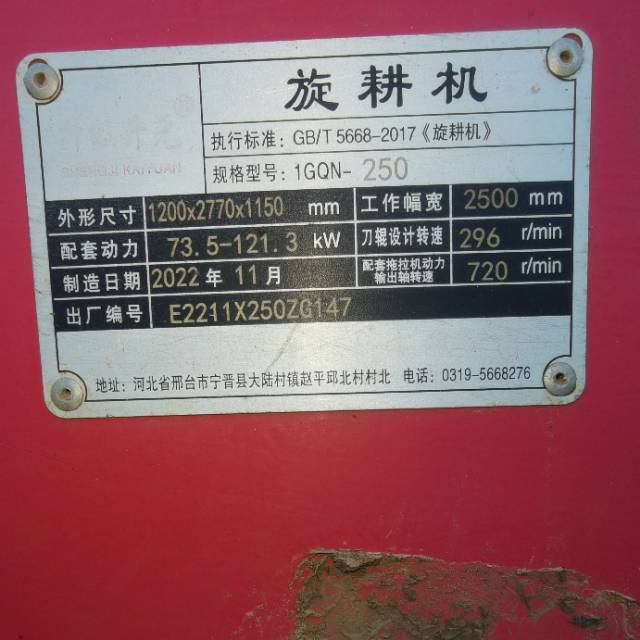 旋耕机
执行标准: GB/T 5668-2017《旋耕机》
SHENGJI KAIYUAN
规格型号: 1GQN-250
外形尺寸 1200x2770x1150 mm 工作幅宽 2500 mm
配套动力 73.5-121.3 kW 刀辊设计转速 296 r/min
制造日期 2022 年 11 月 配套拖拉机动力输出轴转速 720 r/min
出厂编号 E2211X250ZG147
地址: 河北省邢台市宁晋县大陆村镇赵平邱北村村北 电话: 0319-5668276